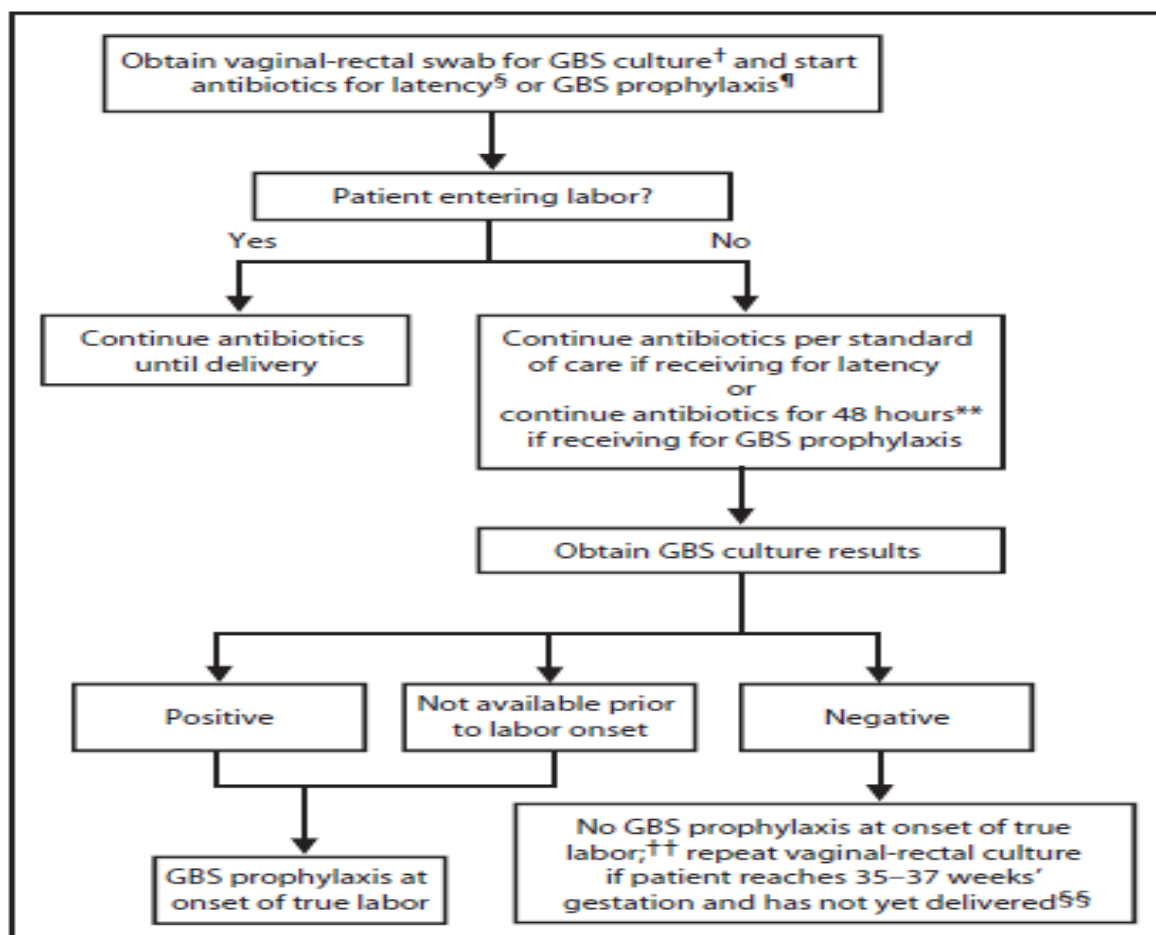 Obtain vaginal-rectal swab for GBS culture† and start
antibiotics for latency§ or GBS prophylaxis¶
Patient entering labor?
Yes
No
Continue antibiotics
until delivery
Continue antibiotics per standard
of care if receiving for latency
or
continue antibiotics for 48 hours**
if receiving for GBS prophylaxis
Obtain GBS culture results
Positive
Not available prior
to labor onset
Negative
GBS prophylaxis at
onset of true labor
No GBS prophylaxis at onset of true
labor;†† repeat vaginal-rectal culture
if patient reaches 35–37 weeks’
gestation and has not yet delivered§§